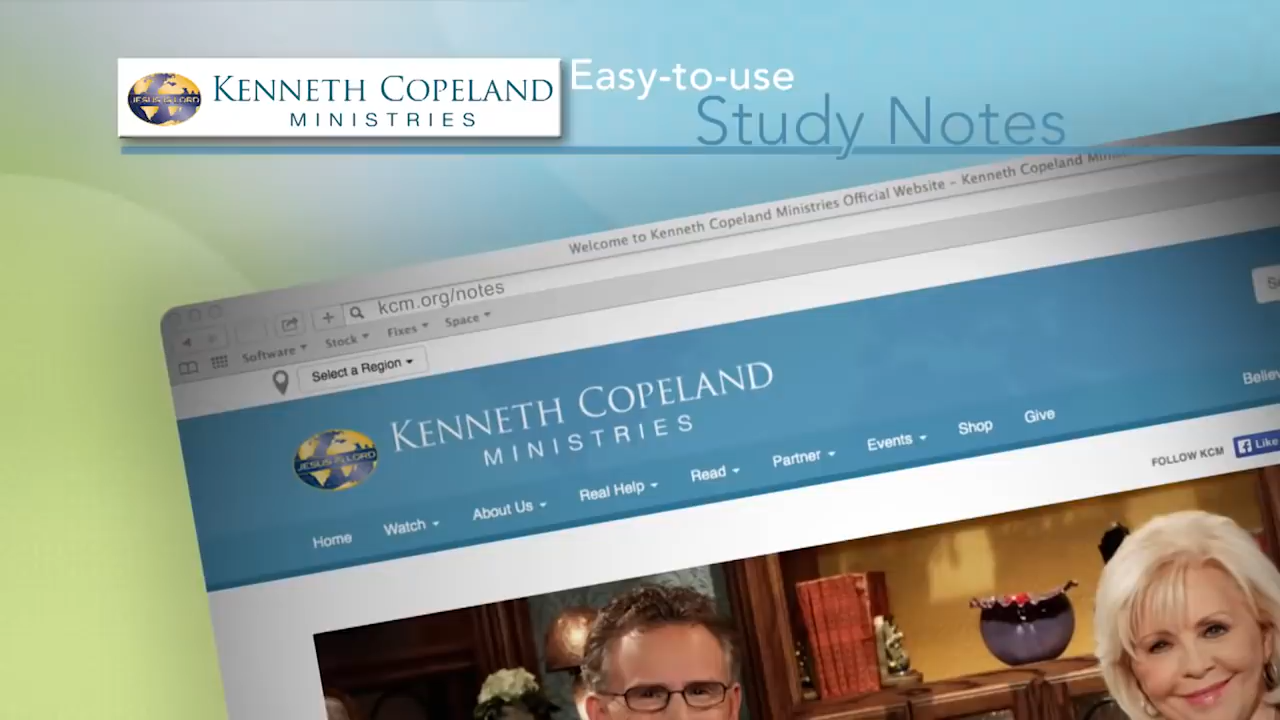 JESUS IS LORD
KENNETH COPELAND
MINISTRIES
Easy-to-use
Study Notes
Welcome to Kenneth Copeland Ministries Official Website – Kenneth Copeland
kcm.org/notes
Software Stock Fixes Space
Select a Region
JESUS IS LORD
KENNETH COPELAND
MINISTRIES
Home Watch About Us Real Help Read Partner Events Shop Give
FOLLOW KCM Like